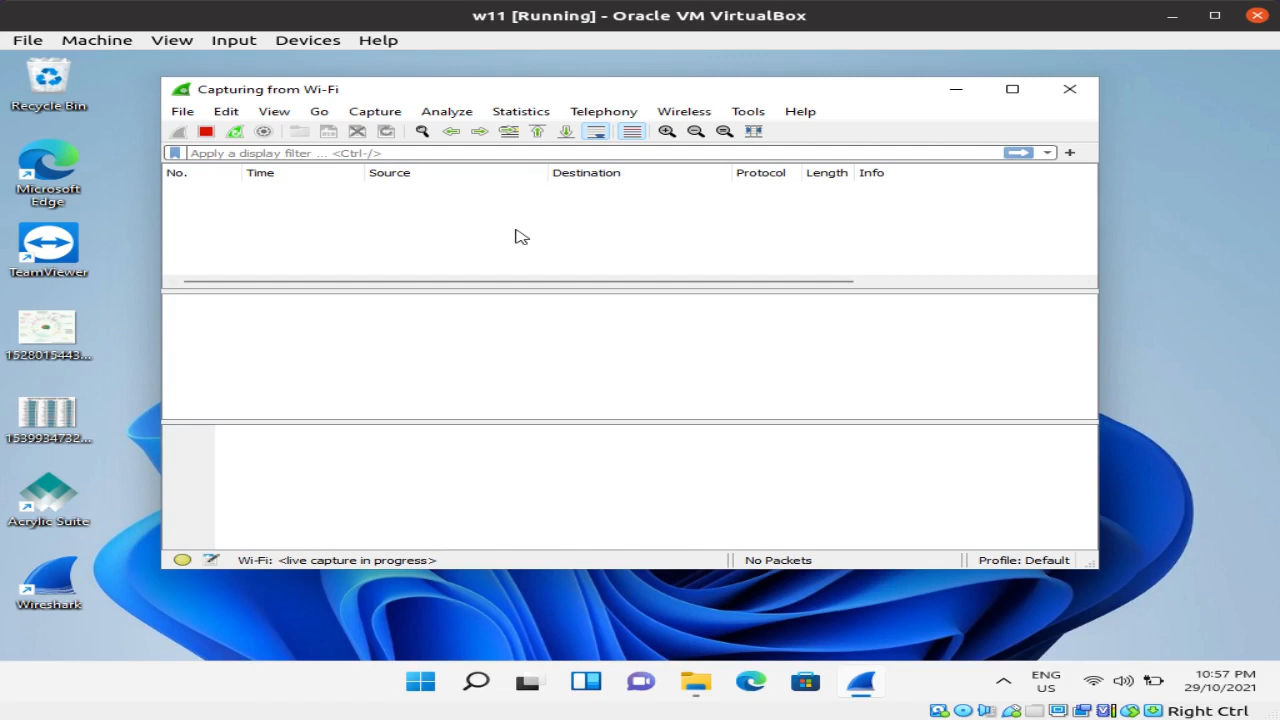 w11 [Running] - Oracle VM VirtualBox
File Machine View Input Devices Help
Recycle Bin
Microsoft
Edge
TeamViewer
1528015443...
1539934732...
Acrylic Suite
Wireshark
Capturing from Wi-Fi
File Edit View Go Capture Analyze Statistics Telephony Wireless Tools Help
Apply a display filter ... <Ctrl-/>
No. Time Source Destination Protocol Length Info
Wi-Fi: <live capture in progress> No Packets Profile: Default
ENG
US
10:57 PM
29/10/2021
Right Ctrl